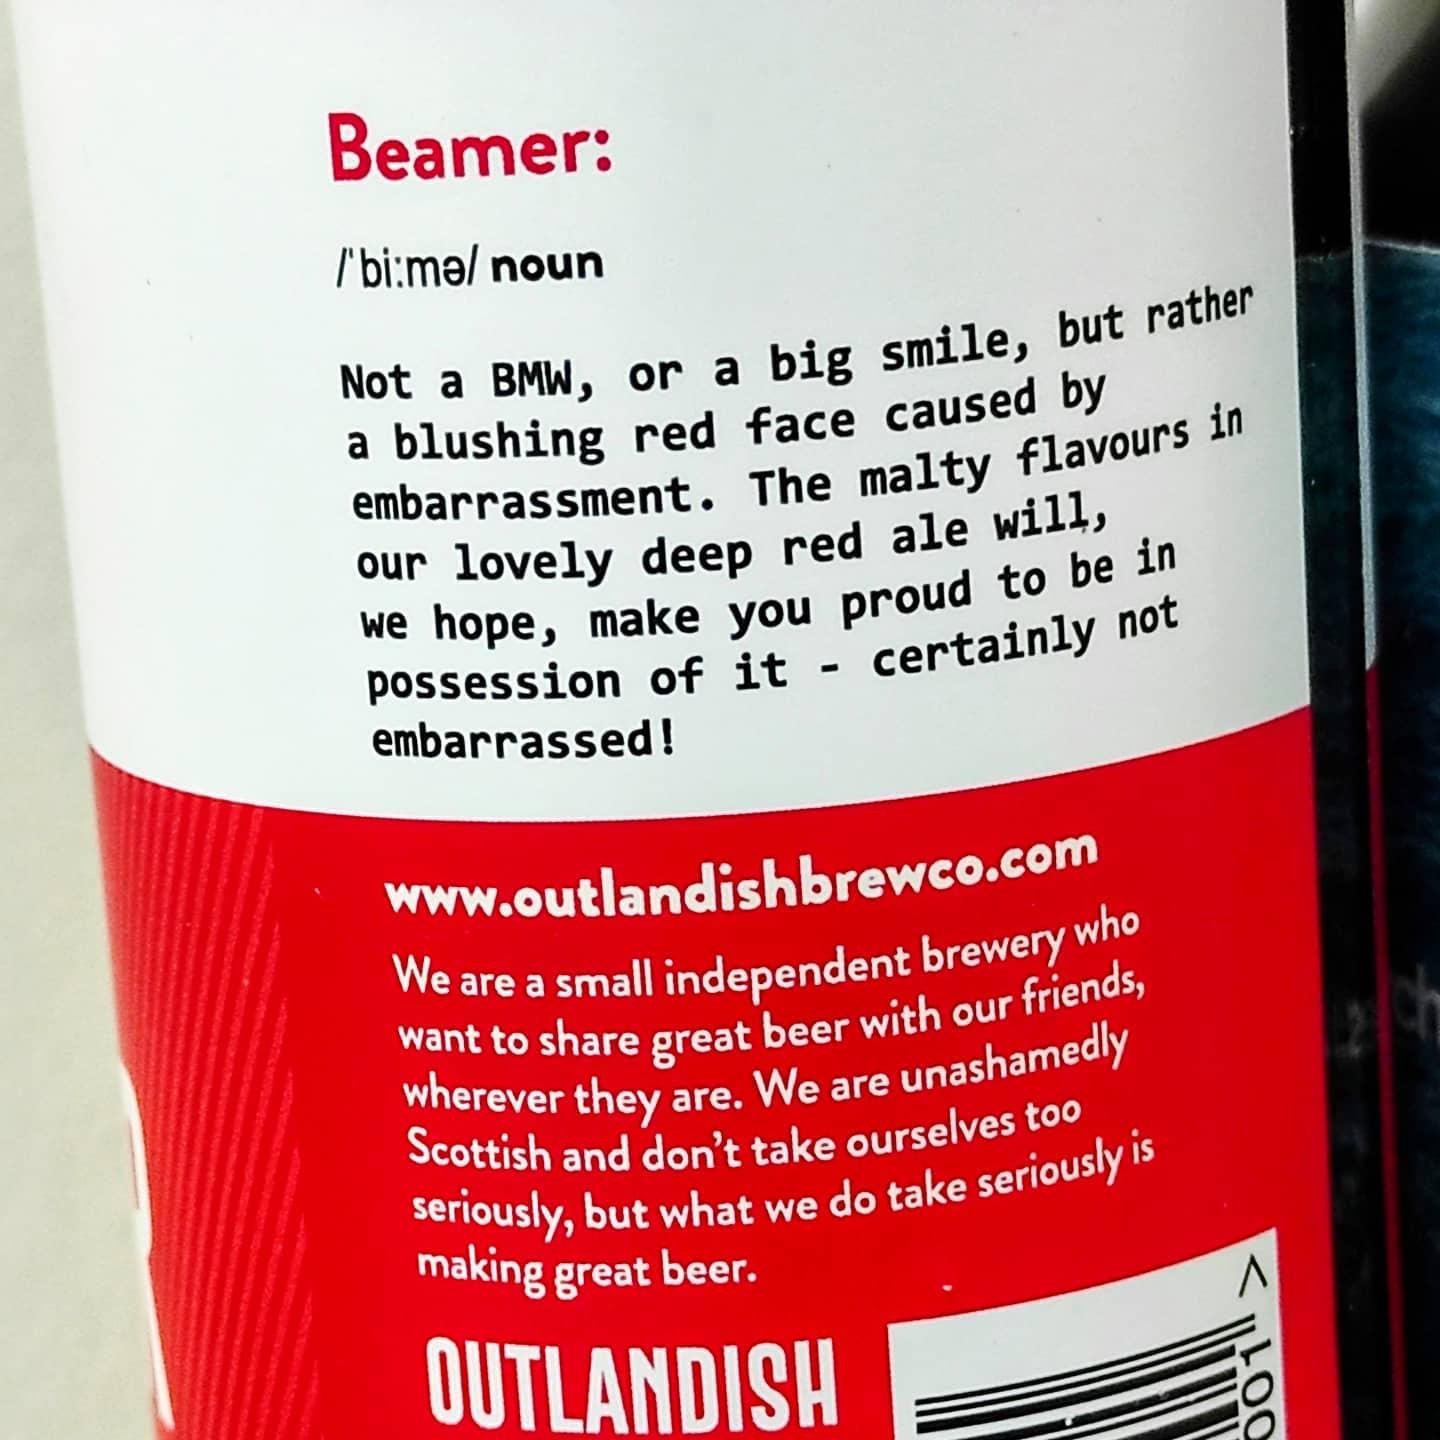 Beamer:
/ˈbiːmə/ noun
Not a BMW, or a big smile, but rather
a blushing red face caused by
embarrassment. The malty flavours in
our lovely deep red ale will,
we hope, make you proud to be in
possession of it - certainly not
embarrassed!
www.outlandishbrewco.com
We are a small independent brewery who
want to share great beer with our friends,
wherever they are. We are unashamedly
Scottish and don't take ourselves too
seriously, but what we do take seriously is
making great beer.
OUTLANDISH